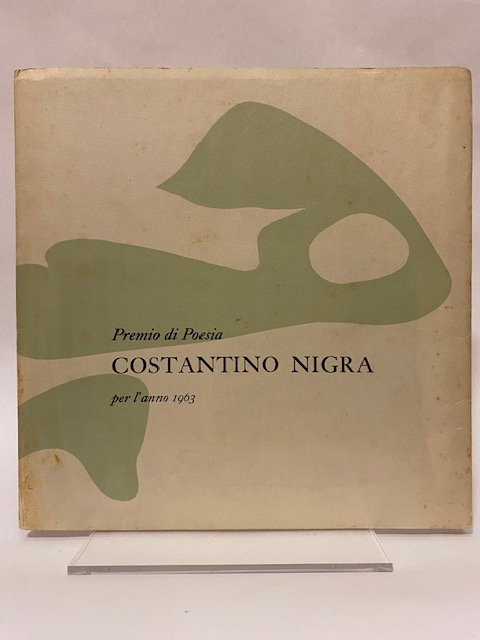 Premio di Poesia
COSTANTINO NIGRA
per l'anno 1963